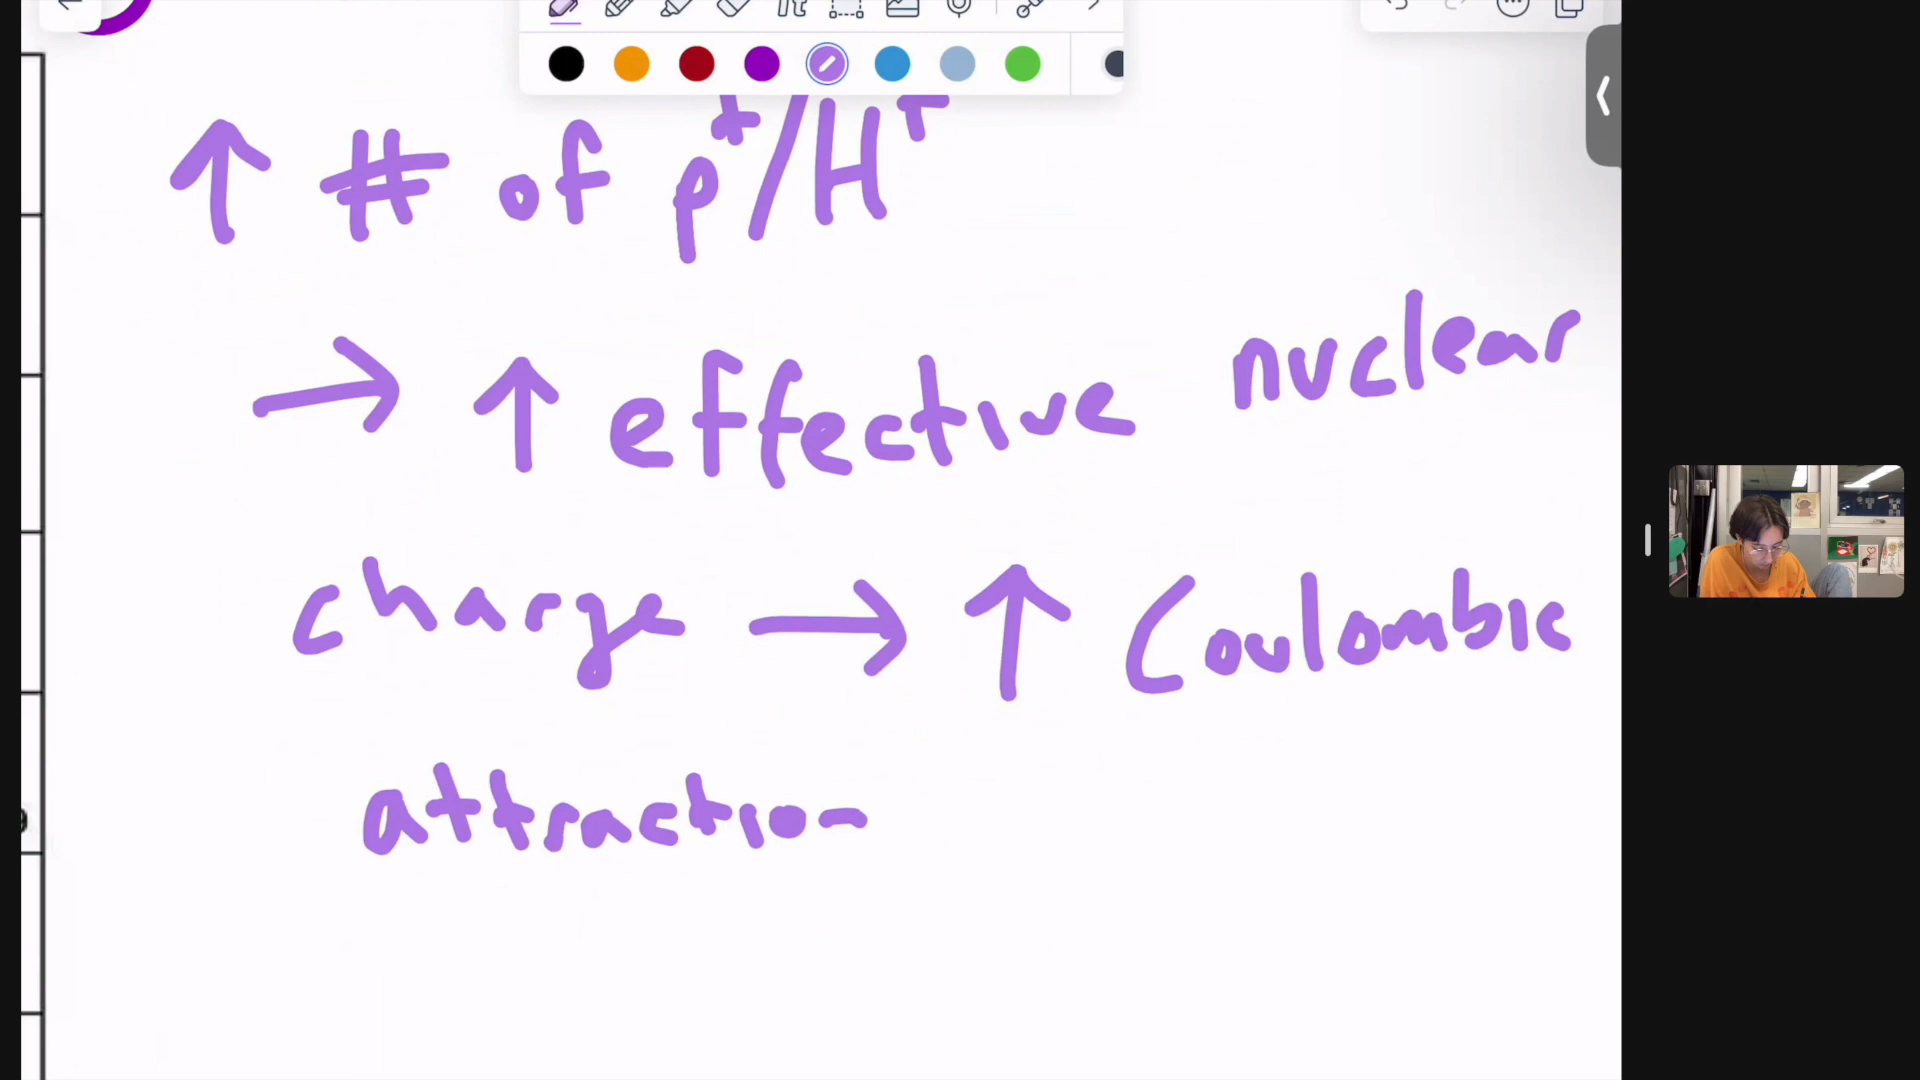 ↑ # of p⁺/H⁺
→ ↑ effective nuclear
charge → ↑ Coulombic
attraction